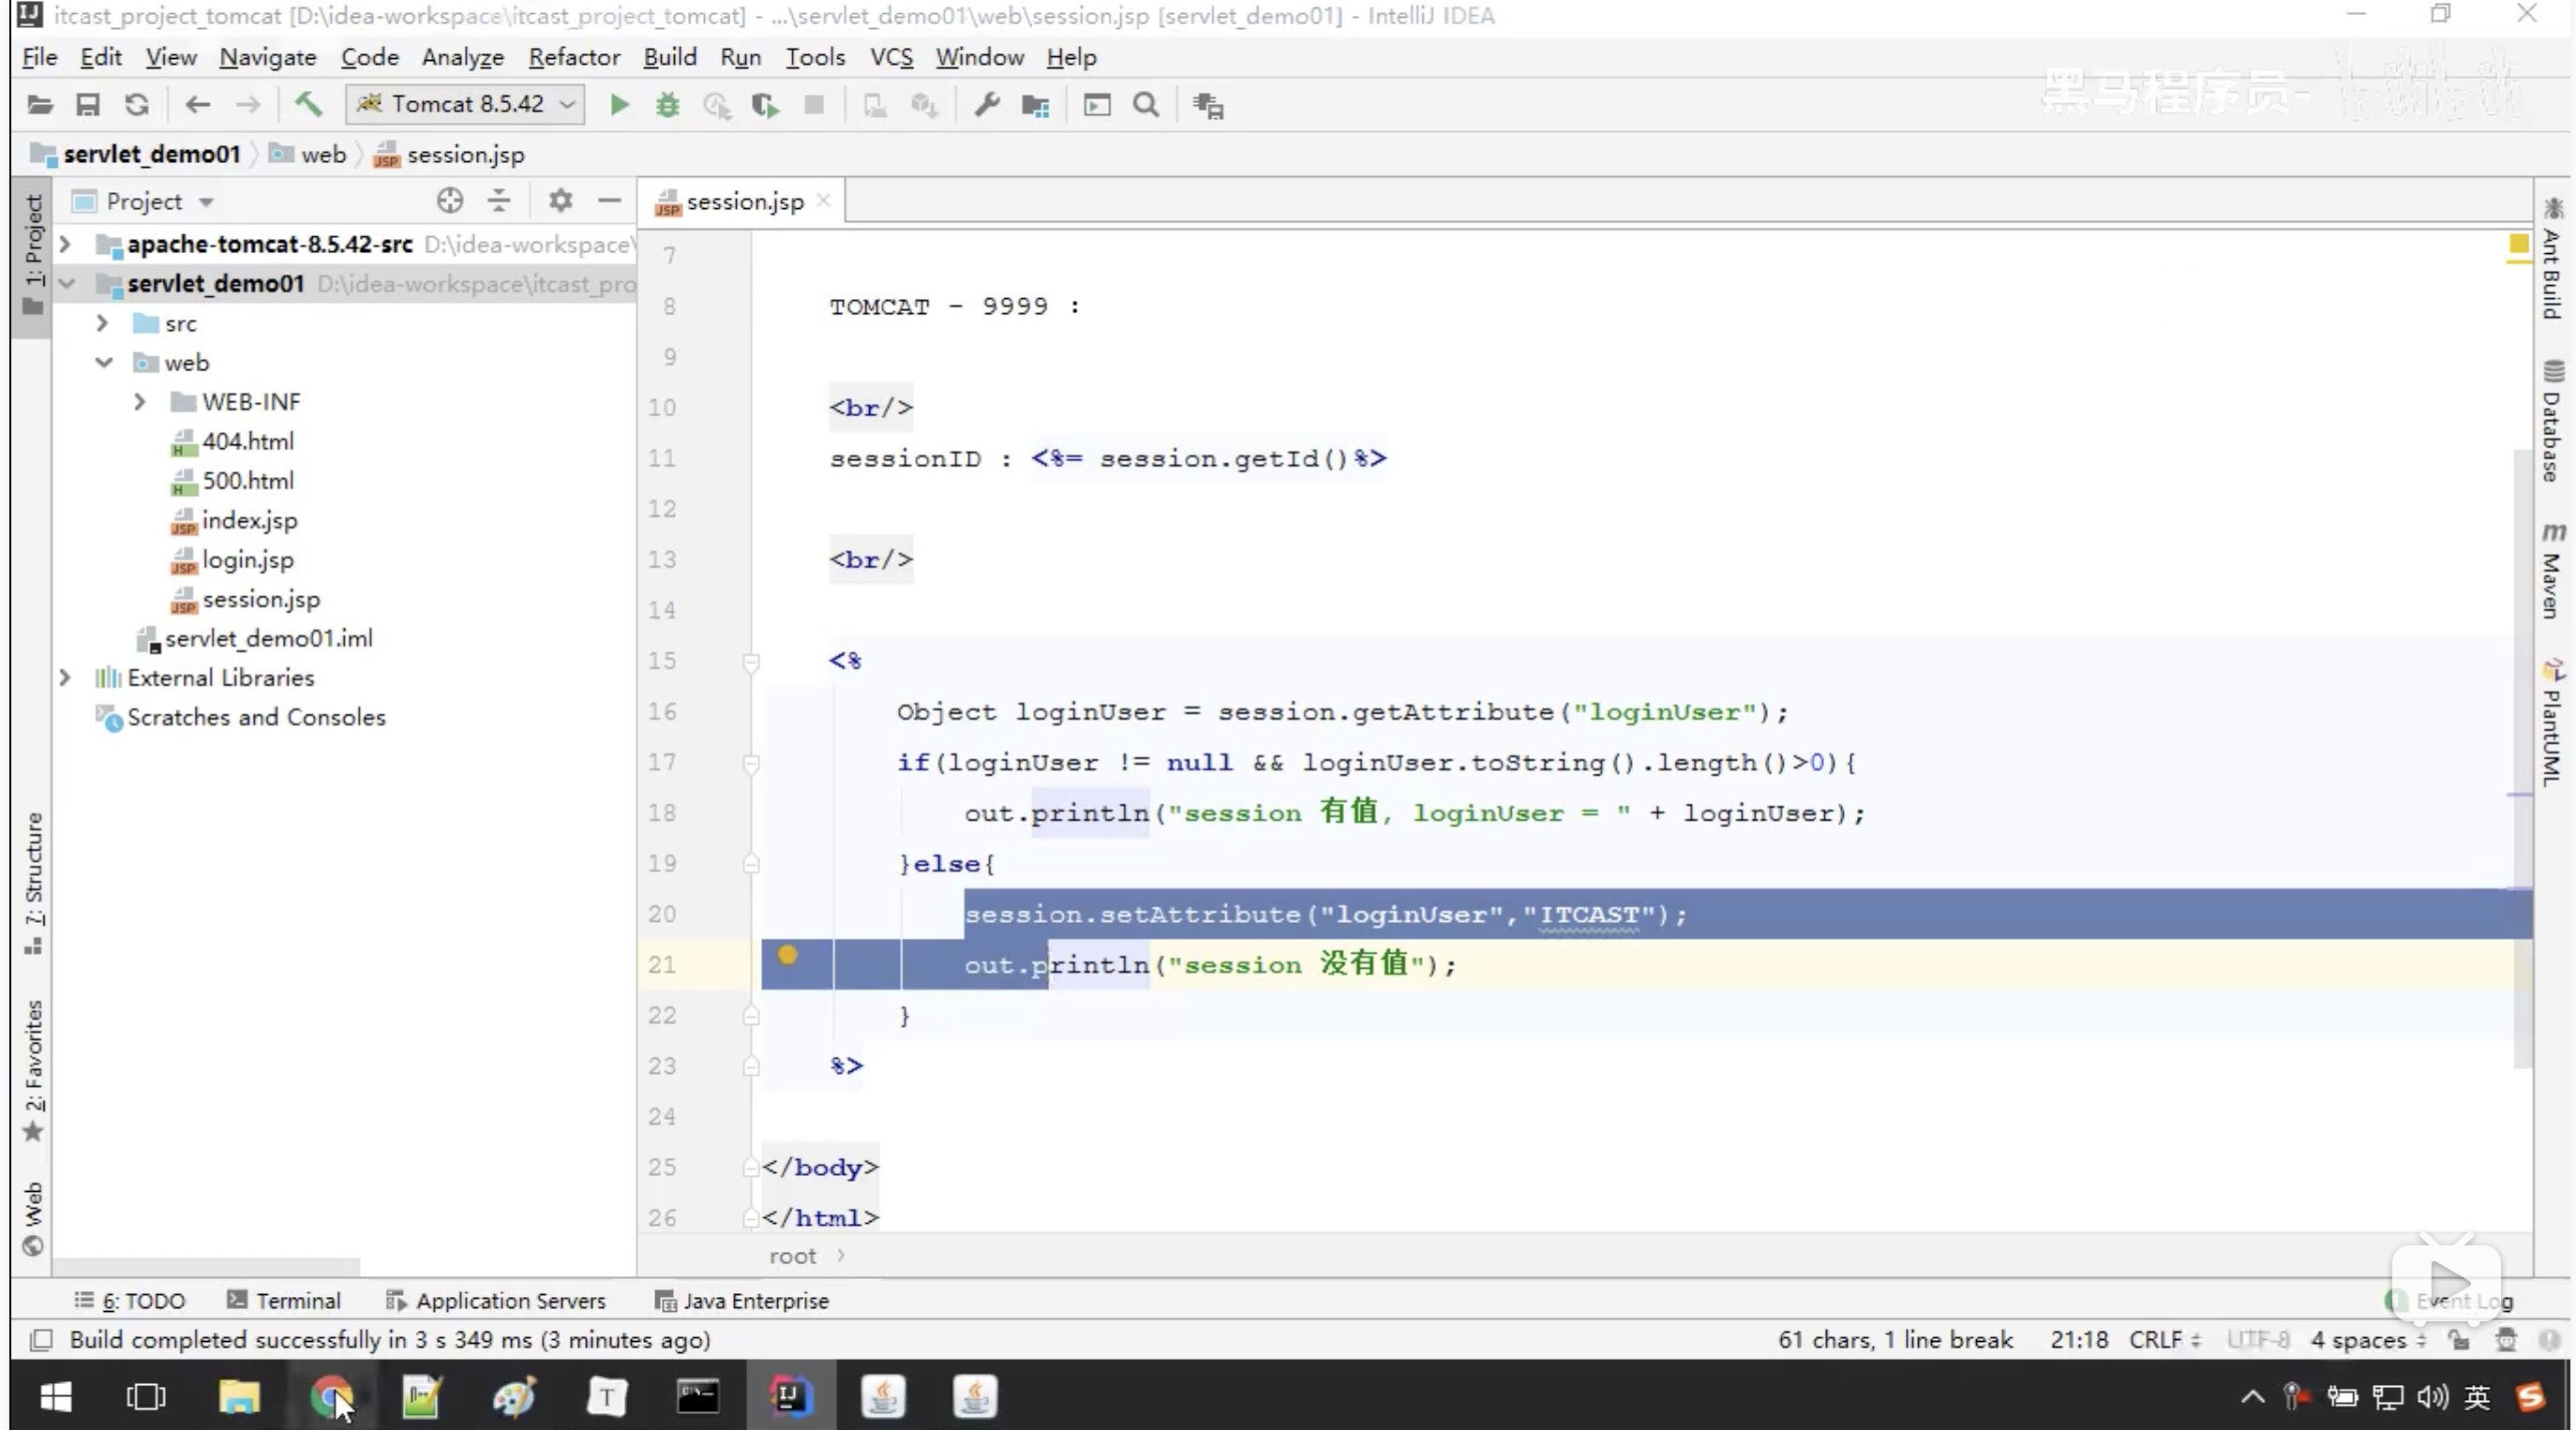 itcast_project_tomcat [D:\idea-workspace\itcast_project_tomcat] - ...\servlet_demo01\web\session.jsp [servlet_demo01] - IntelliJ IDEA
File Edit View Navigate Code Analyze Refactor Build Run Tools VCS Window Help
黑马程序员- bilibili
Tomcat 8.5.42
servlet_demo01 web session.jsp
1: Project
7: Structure
2: Favorites
Web
Project
apache-tomcat-8.5.42-src D:\idea-workspace\
servlet_demo01 D:\idea-workspace\itcast_pro
src
web
WEB-INF
404.html
500.html
index.jsp
login.jsp
session.jsp
servlet_demo01.iml
External Libraries
Scratches and Consoles
session.jsp
7
8 TOMCAT - 9999 :
9
10 <br/>
11 sessionID : <%= session.getId()%>
12
13 <br/>
14
15 <%
16 Object loginUser = session.getAttribute("loginUser");
17 if(loginUser != null && loginUser.toString().length()>0){
18 out.println("session 有值, loginUser = " + loginUser);
19 }else{
20 session.setAttribute("loginUser","ITCAST");
21 out.println("session 没有值");
22 }
23 %>
24
25 </body>
26 </html>
root
Ant Build
Database
Maven
PlantUML
6: TODO Terminal Application Servers Java Enterprise Event Log
Build completed successfully in 3 s 349 ms (3 minutes ago) 61 chars, 1 line break 21:18 CRLF UTF-8 4 spaces
英